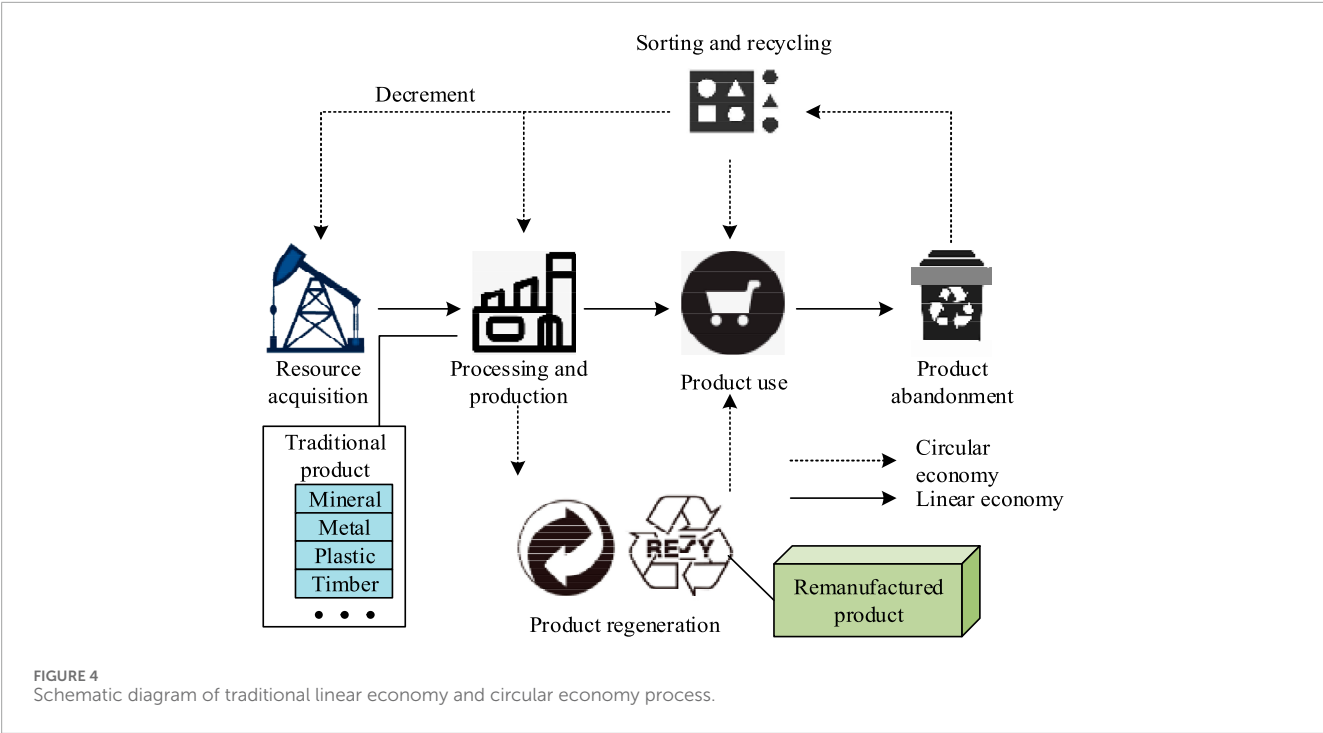 Sorting and recycling
Decrement
Resource
acquisition
Processing and
production
Product use
Product
abandonment
Traditional
product
Mineral
Metal
Plastic
Timber
• • •
Circular
economy
Linear economy
RESY
Remanufactured
product
Product regeneration
FIGURE 4
Schematic diagram of traditional linear economy and circular economy process.